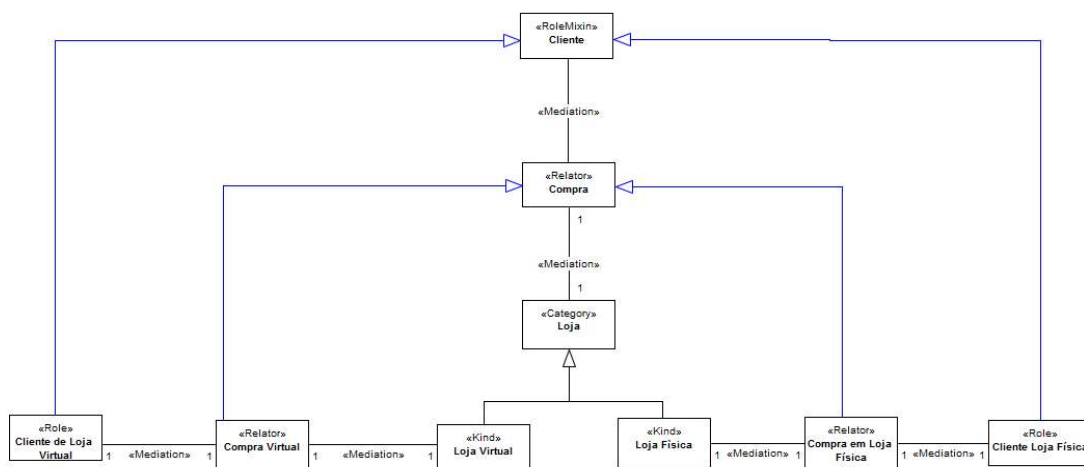 «RoleMixin»
Cliente
«Mediation»
«Relator»
Compra
1
«Mediation»
1
«Category»
Loja
«Role»
Cliente de Loja
Virtual
1 «Mediation» 1
«Relator»
Compra Virtual
1 «Mediation» 1
«Kind»
Loja Virtual
«Kind»
Loja Física
1 «Mediation» 1
«Relator»
Compra em Loja
Física
1 «Mediation» 1
«Role»
Cliente Loja Física